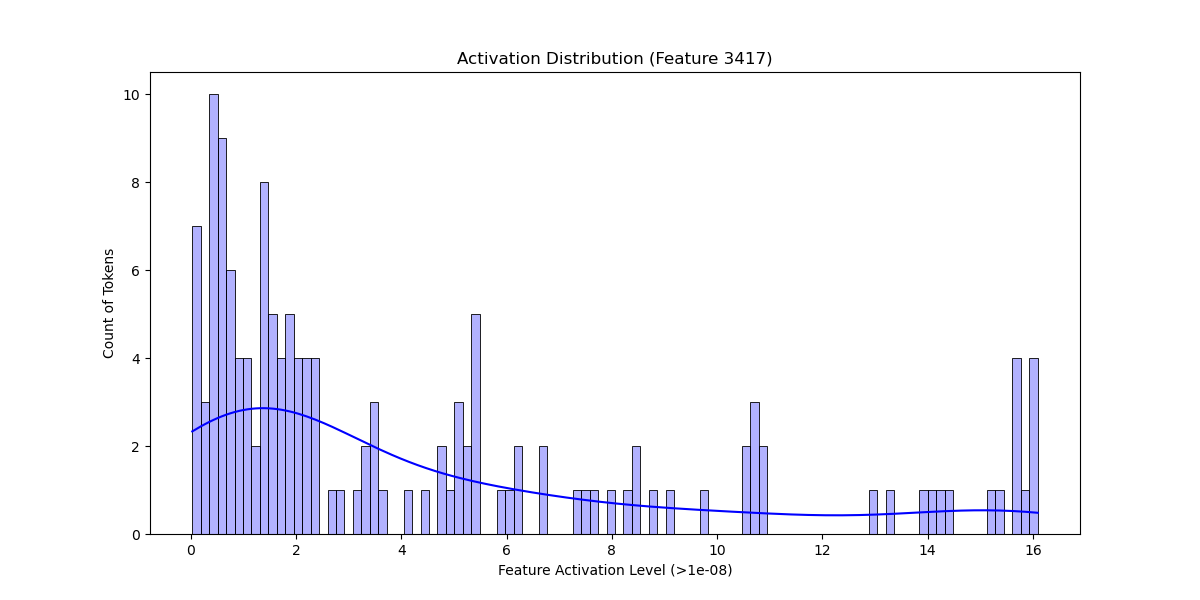 Activation Distribution (Feature 3417)
10
8
6
4
2
0
Count of Tokens
0 2 4 6 8 10 12 14 16
Feature Activation Level (>1e-08)